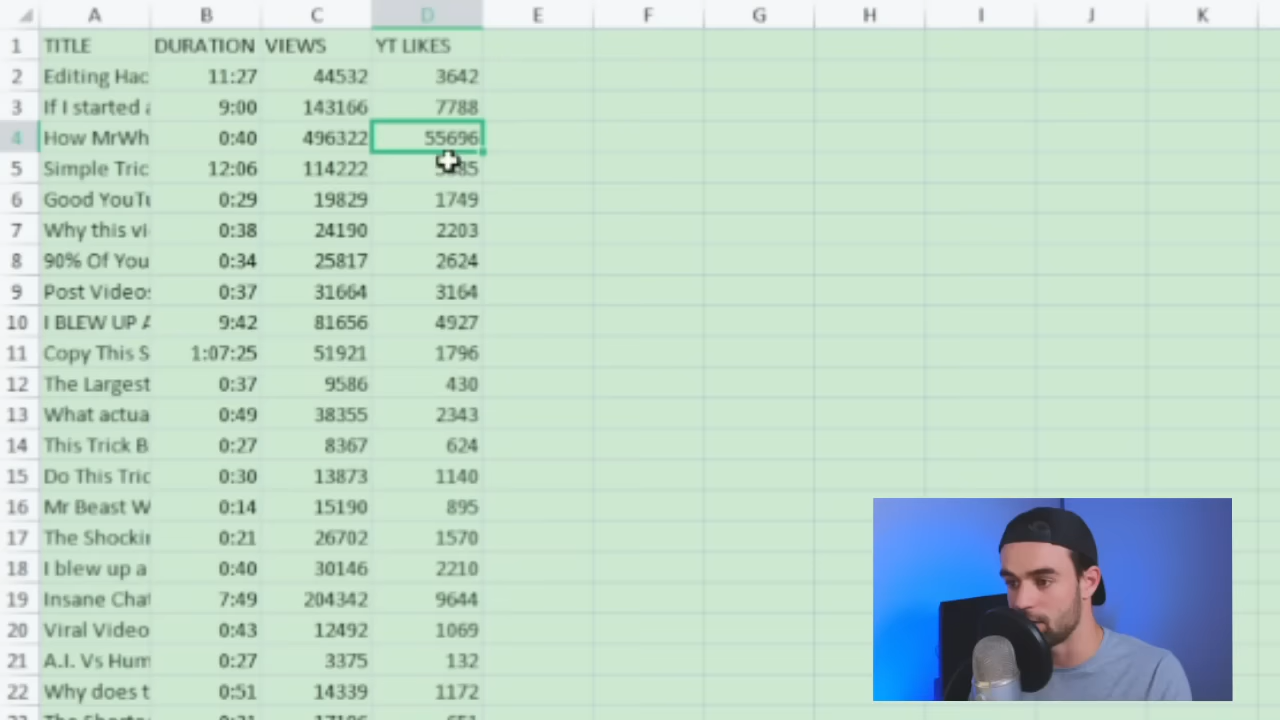 A B C D E F G H I J K
1 TITLE DURATION VIEWS YT LIKES
2 Editing Hac 11:27 44532 3642
3 If I started 9:00 143166 7788
4 How MrWh 0:40 496322 55696
5 Simple Tric 12:06 114222
6 Good YouTu 0:29 19829 1749
7 Why this vi 0:38 24190 2203
8 90% Of You 0:34 25817 2624
9 Post Videos 0:37 31664 3164
10 I BLEW UP A 9:42 81656 4927
11 Copy This S 1:07:25 51921 1796
12 The Largest 0:37 9586 430
13 What actua 0:49 38355 2343
14 This Trick B 0:27 8367 624
15 Do This Tric 0:30 13873 1140
16 Mr Beast W 0:14 15190 895
17 The Shockin 0:21 26702 1570
18 I blew up a 0:40 30146 2210
19 Insane Chat 7:49 204342 9644
20 Viral Video 0:43 12492 1069
21 A.I. Vs Hum 0:27 3375 132
22 Why does t 0:51 14339 1172